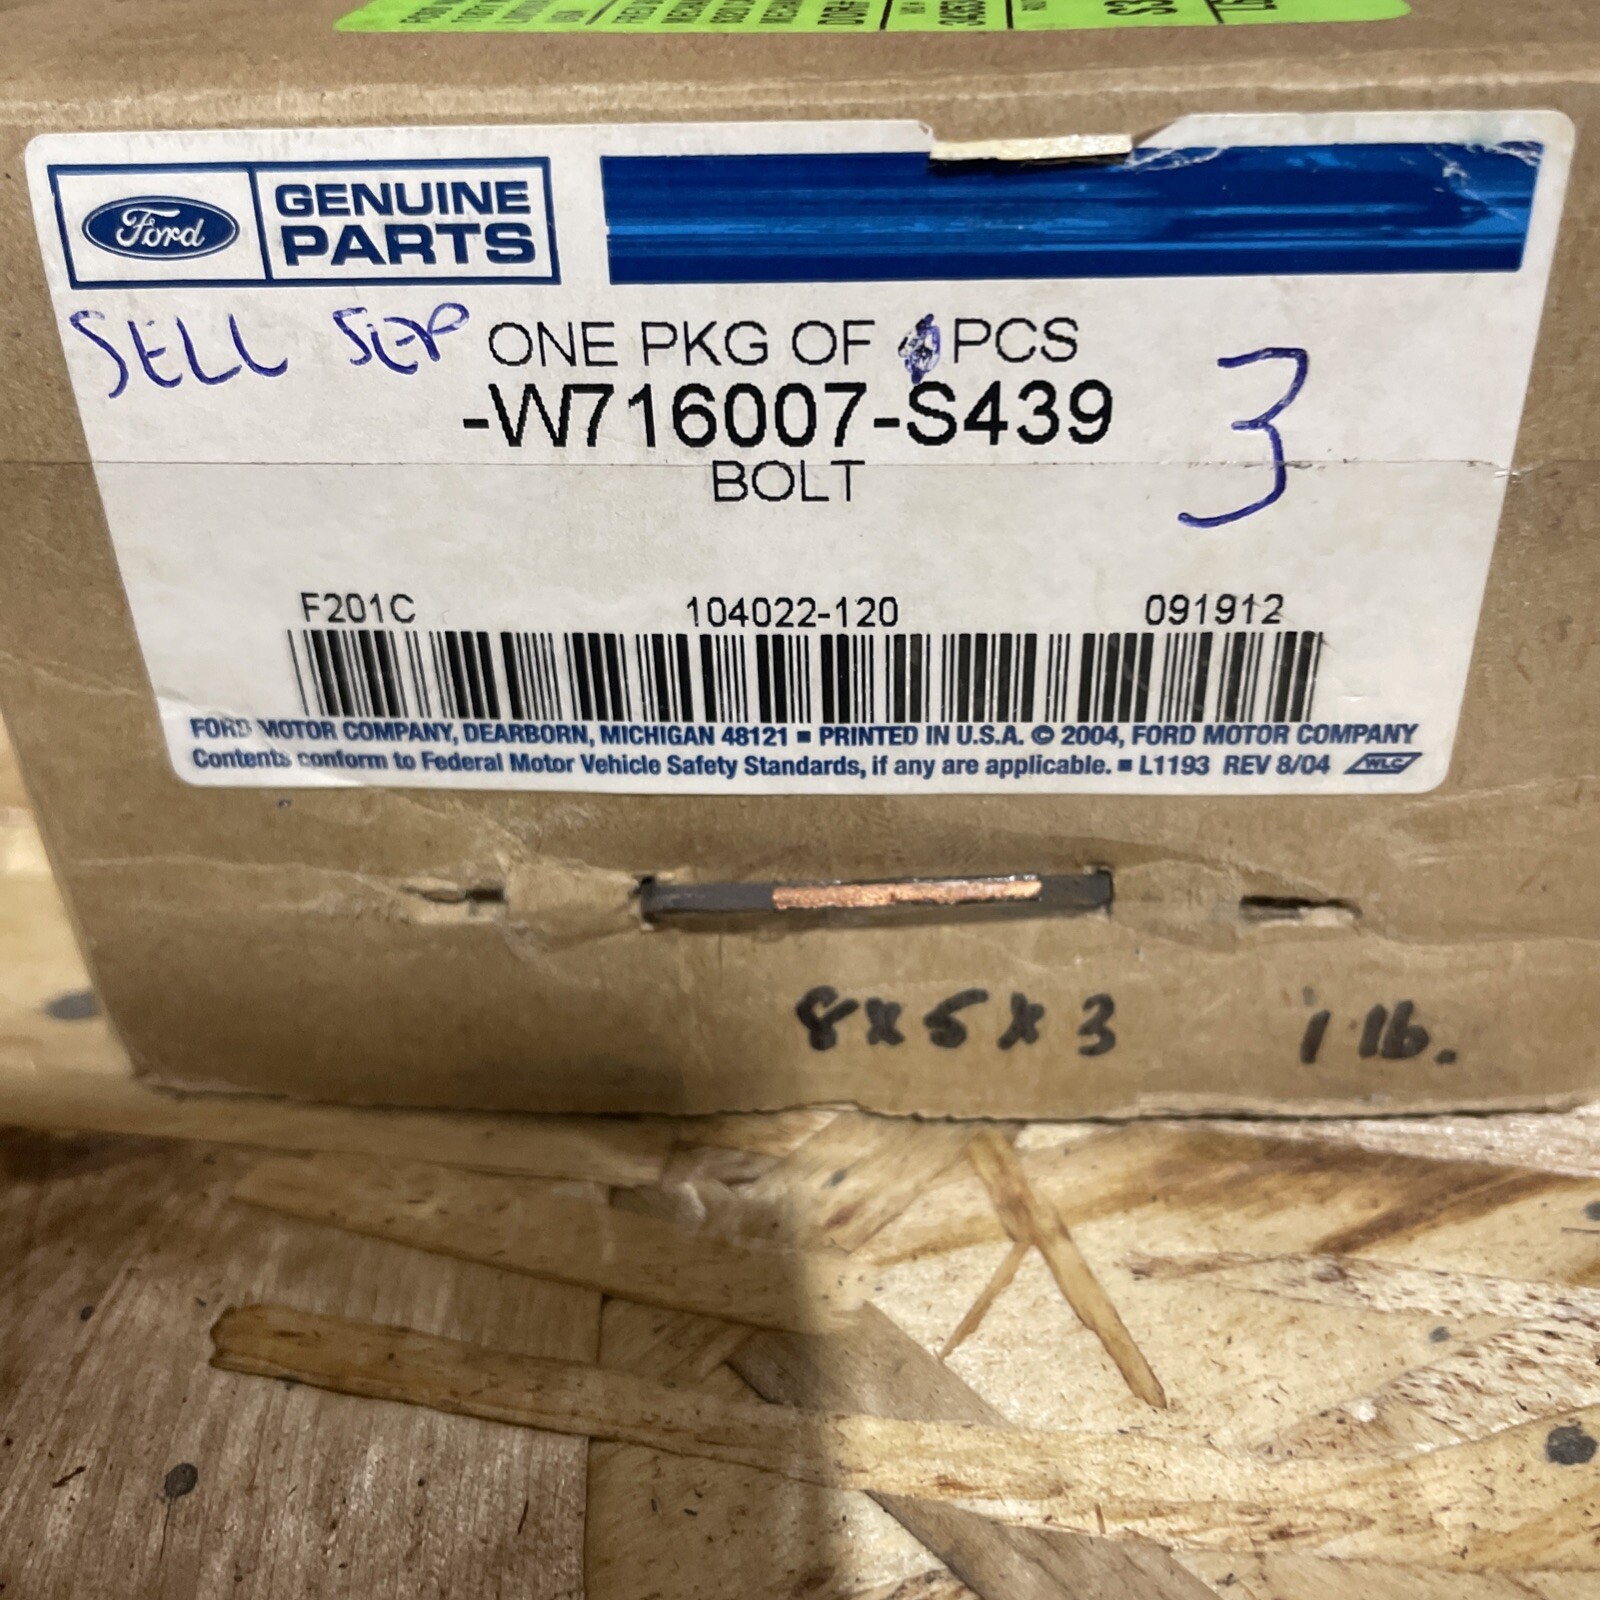 Ford
GENUINE
PARTS
SELL SEP
ONE PKG OF PCS
-W716007-S439
3
BOLT
F201C 104022-120 091912
FORD MOTOR COMPANY, DEARBORN, MICHIGAN 48121 ▪ PRINTED IN U.S.A. © 2004, FORD MOTOR COMPANY
Contents conform to Federal Motor Vehicle Safety Standards, if any are applicable. ▪ L1193 REV 8/04 WLC
8x5x3 1 lb.